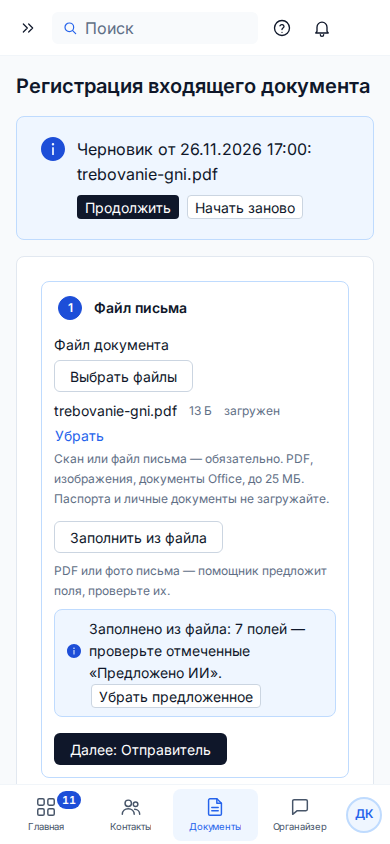 Поиск
Регистрация входящего документа
Черновик от 26.11.2026 17:00:
trebovanie-gni.pdf
Продолжить Начать заново
1 Файл письма
Файл документа
Выбрать файлы
trebovanie-gni.pdf 13 Б загружен
Убрать
Скан или файл письма — обязательно. PDF,
изображения, документы Office, до 25 МБ.
Паспорта и личные документы не загружайте.
Заполнить из файла
PDF или фото письма — помощник предложит
поля, проверьте их.
Заполнено из файла: 7 полей —
проверьте отмеченные
«Предложено ИИ».
Убрать предложенное
Далее: Отправитель
11
Главная Контакты Документы Органайзер ДК